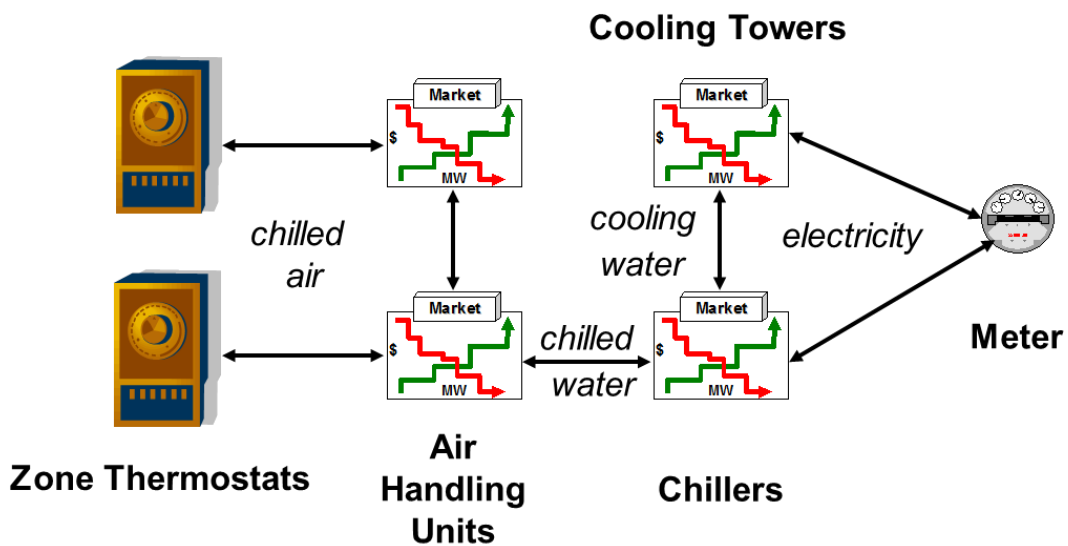 Cooling Towers
Market
$
MW
Market
$
MW
chilled
air
cooling
water
electricity
Market
$
MW
chilled
water
Market
$
MW
Meter
Zone Thermostats
Air
Handling
Units
Chillers